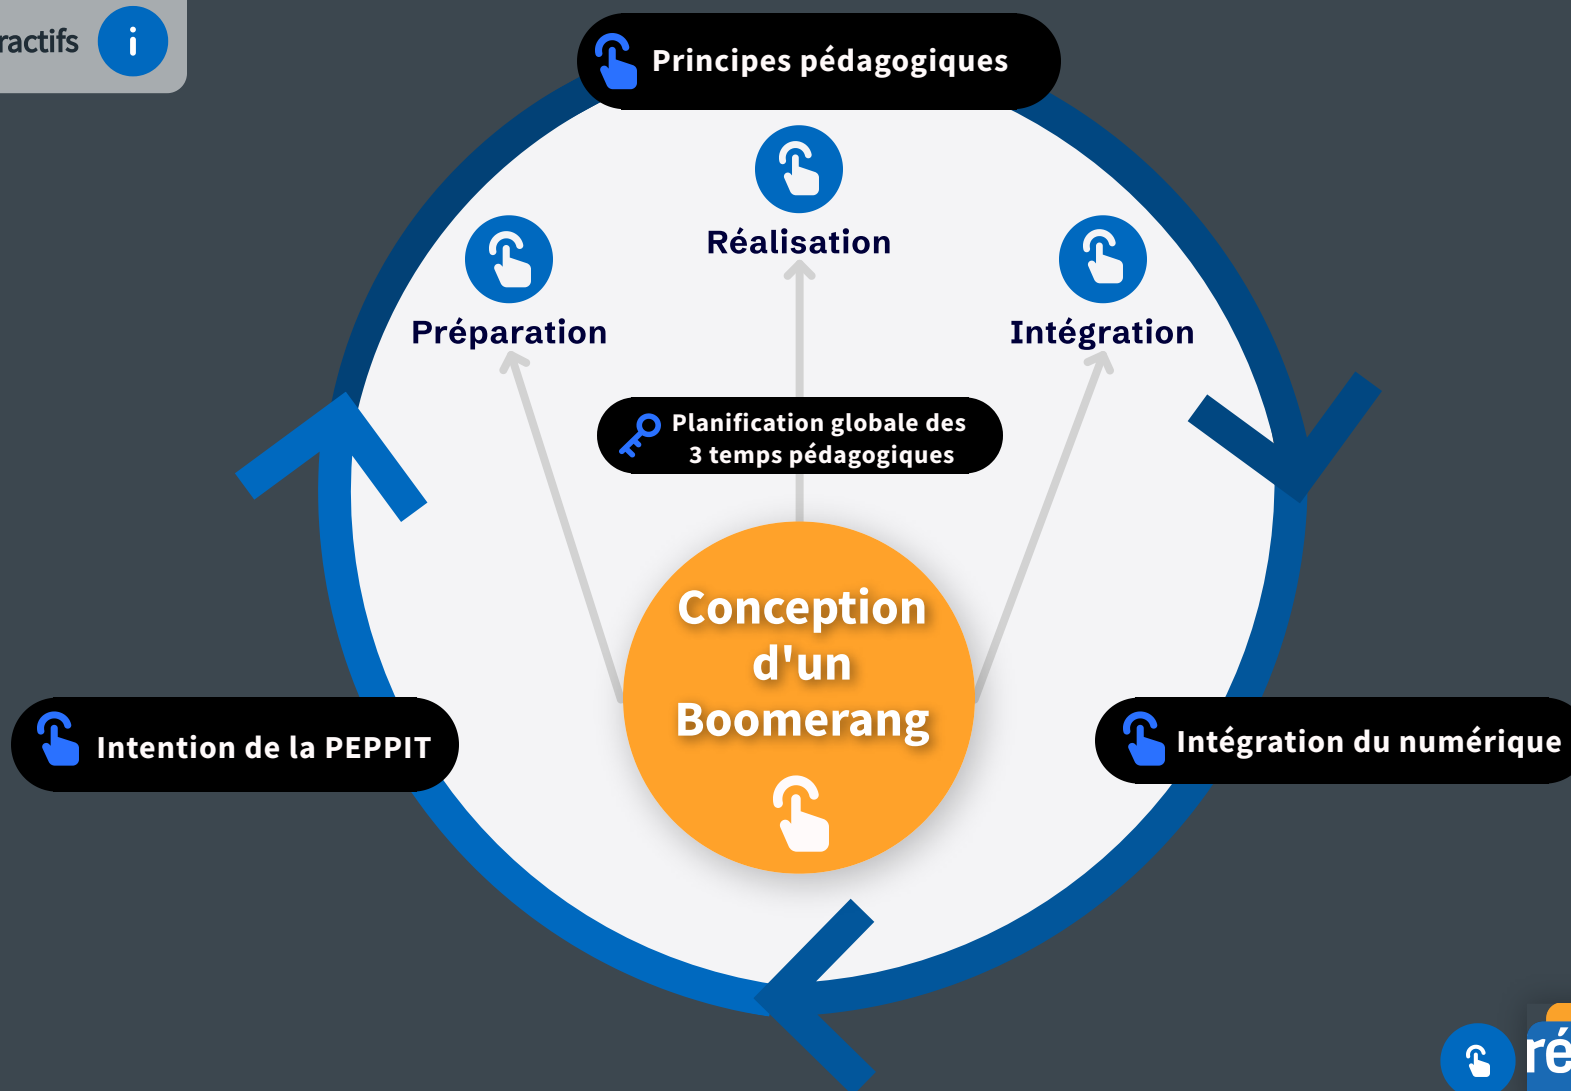 ractifs
i
Principes pédagogiques
Réalisation
Préparation
Intégration
Planification globale des
3 temps pédagogiques
Conception
d'un
Boomerang
Intention de la PEPPIT
Intégration du numérique
ré